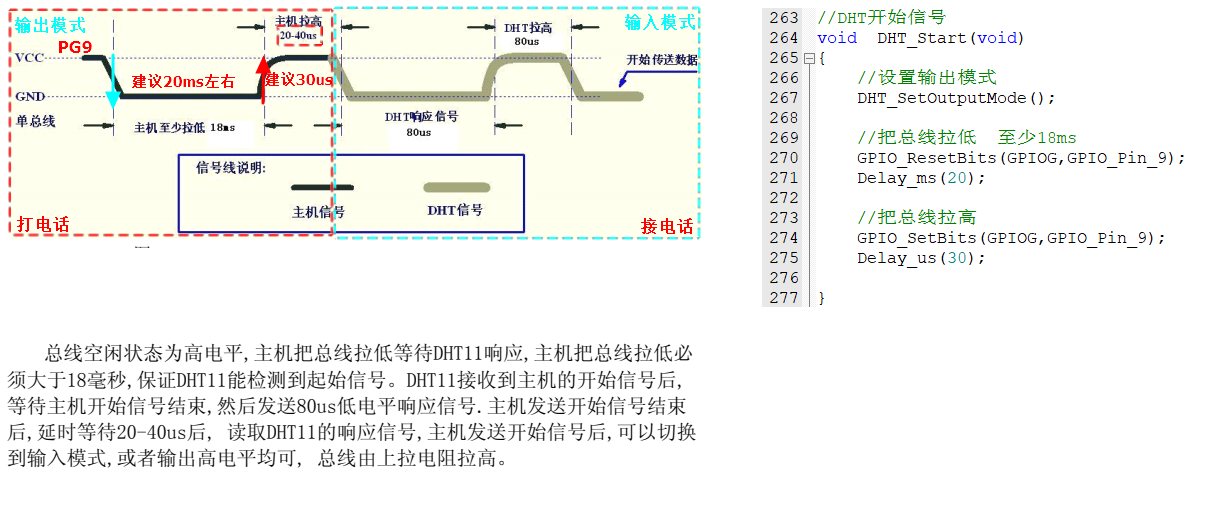 输出模式
PG9
主机拉高
20-40us
DHT拉高
80us
输入模式
VCC
建议20ms左右
建议30us
开始传送数据
GND
单总线
主机至少拉低 18ms
DHT响应信号
80us
信号线说明:
主机信号
DHT信号
打电话
接电话
263 //DHT开始信号
264 void DHT_Start(void)
265 {
266 //设置输出模式
267 DHT_SetOutputMode();
268
269 //把总线拉低 至少18ms
270 GPIO_ResetBits(GPIOG,GPIO_Pin_9);
271 Delay_ms(20);
272
273 //把总线拉高
274 GPIO_SetBits(GPIOG,GPIO_Pin_9);
275 Delay_us(30);
276
277 }
总线空闲状态为高电平,主机把总线拉低等待DHT11响应,主机把总线拉低必
须大于18毫秒,保证DHT11能检测到起始信号。DHT11接收到主机的开始信号后,
等待主机开始信号结束,然后发送80us低电平响应信号.主机发送开始信号结束
后,延时等待20-40us后, 读取DHT11的响应信号,主机发送开始信号后,可以切换
到输入模式,或者输出高电平均可, 总线由上拉电阻拉高。